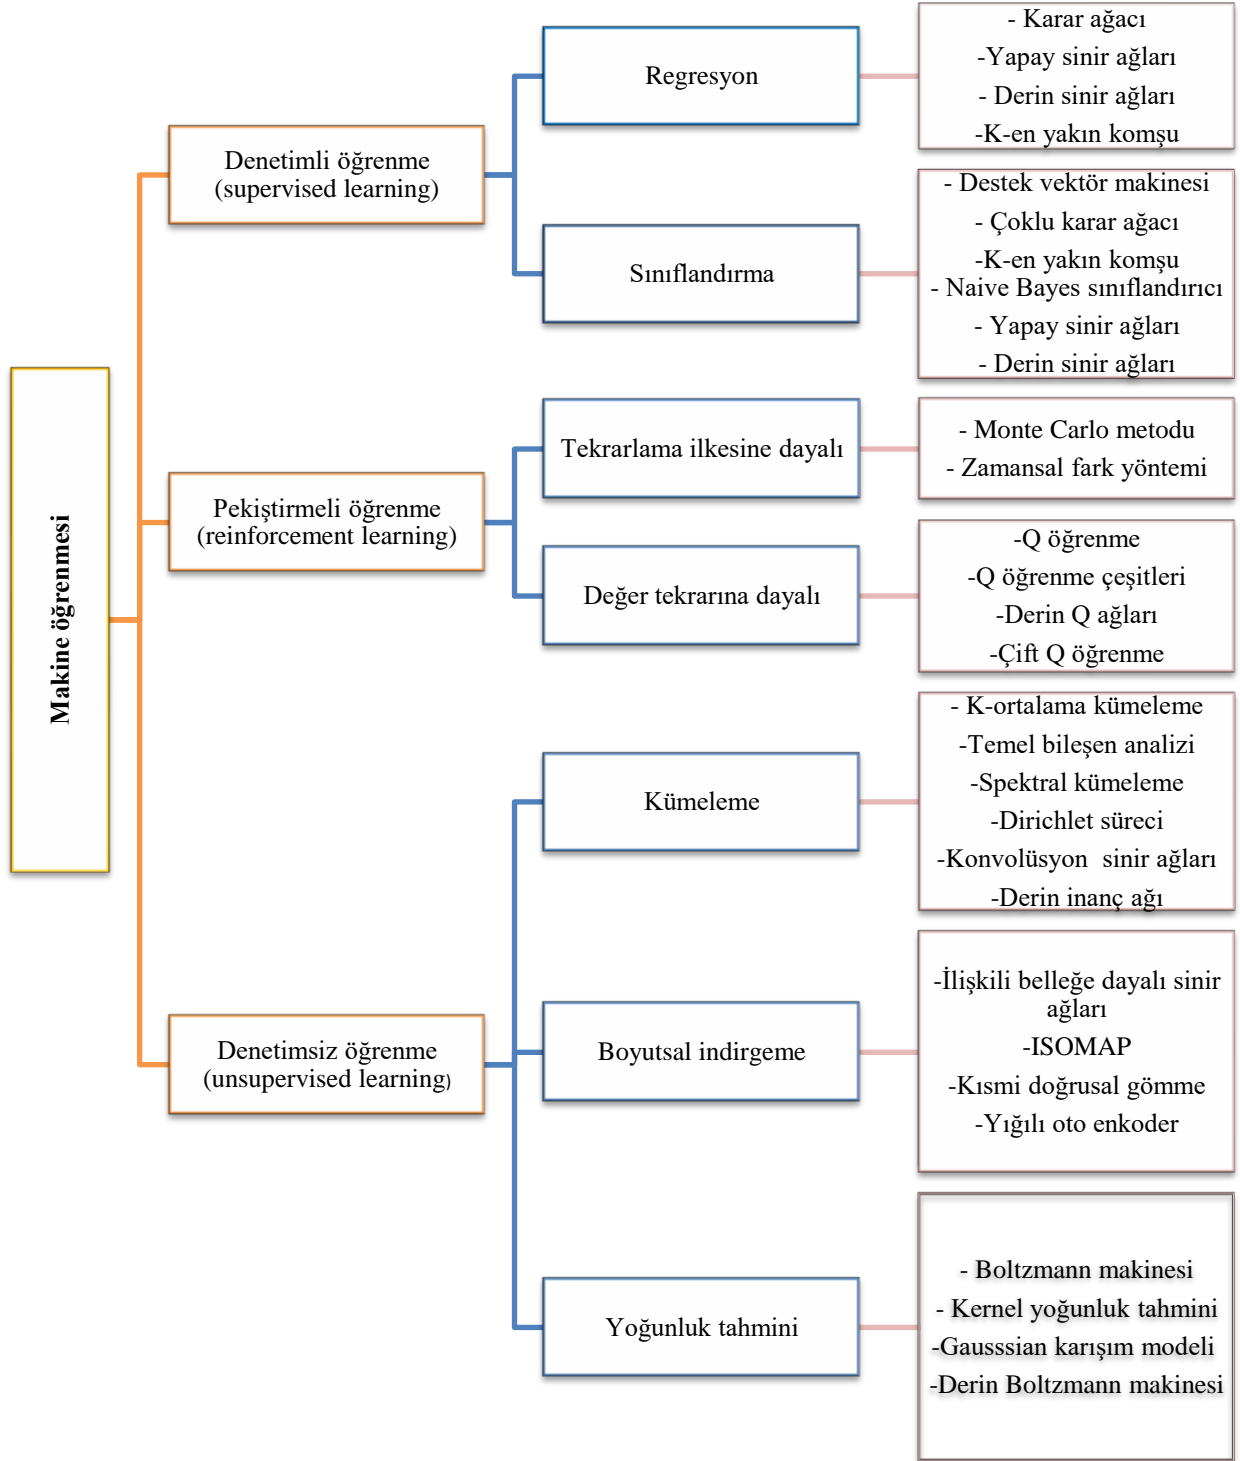 Makine öğrenmesi
Denetimli öğrenme
(supervised learning)
Regresyon
- Karar ağacı
-Yapay sinir ağları
- Derin sinir ağları
-K-en yakın komşu
Sınıflandırma
- Destek vektör makinesi
- Çoklu karar ağacı
-K-en yakın komşu
- Naive Bayes sınıflandırıcı
- Yapay sinir ağları
- Derin sinir ağları
Pekiştirmeli öğrenme
(reinforcement learning)
Tekrarlama ilkesine dayalı
- Monte Carlo metodu
- Zamansal fark yöntemi
Değer tekrarına dayalı
-Q öğrenme
-Q öğrenme çeşitleri
-Derin Q ağları
-Çift Q öğrenme
Denetimsiz öğrenme
(unsupervised learning)
Kümeleme
- K-ortalama kümeleme
-Temel bileşen analizi
-Spektral kümeleme
-Dirichlet süreci
-Konvolüsyon  sinir ağları
-Derin inanç ağı
Boyutsal indirgeme
-İlişkili belleğe dayalı sinir
ağları
-ISOMAP
-Kısmi doğrusal gömme
-Yığılı oto enkoder
Yoğunluk tahmini
- Boltzmann makinesi
- Kernel yoğunluk tahmini
-Gausssian karışım modeli
-Derin Boltzmann makinesi